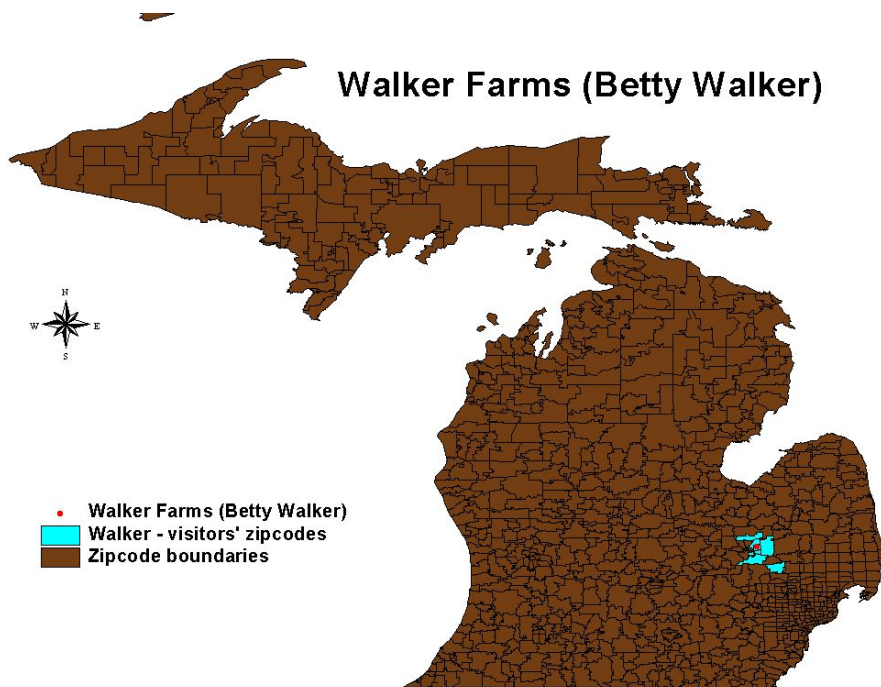 Walker Farms (Betty Walker)
N
W E
S
Walker Farms (Betty Walker)
Walker - visitors' zipcodes
Zipcode boundaries